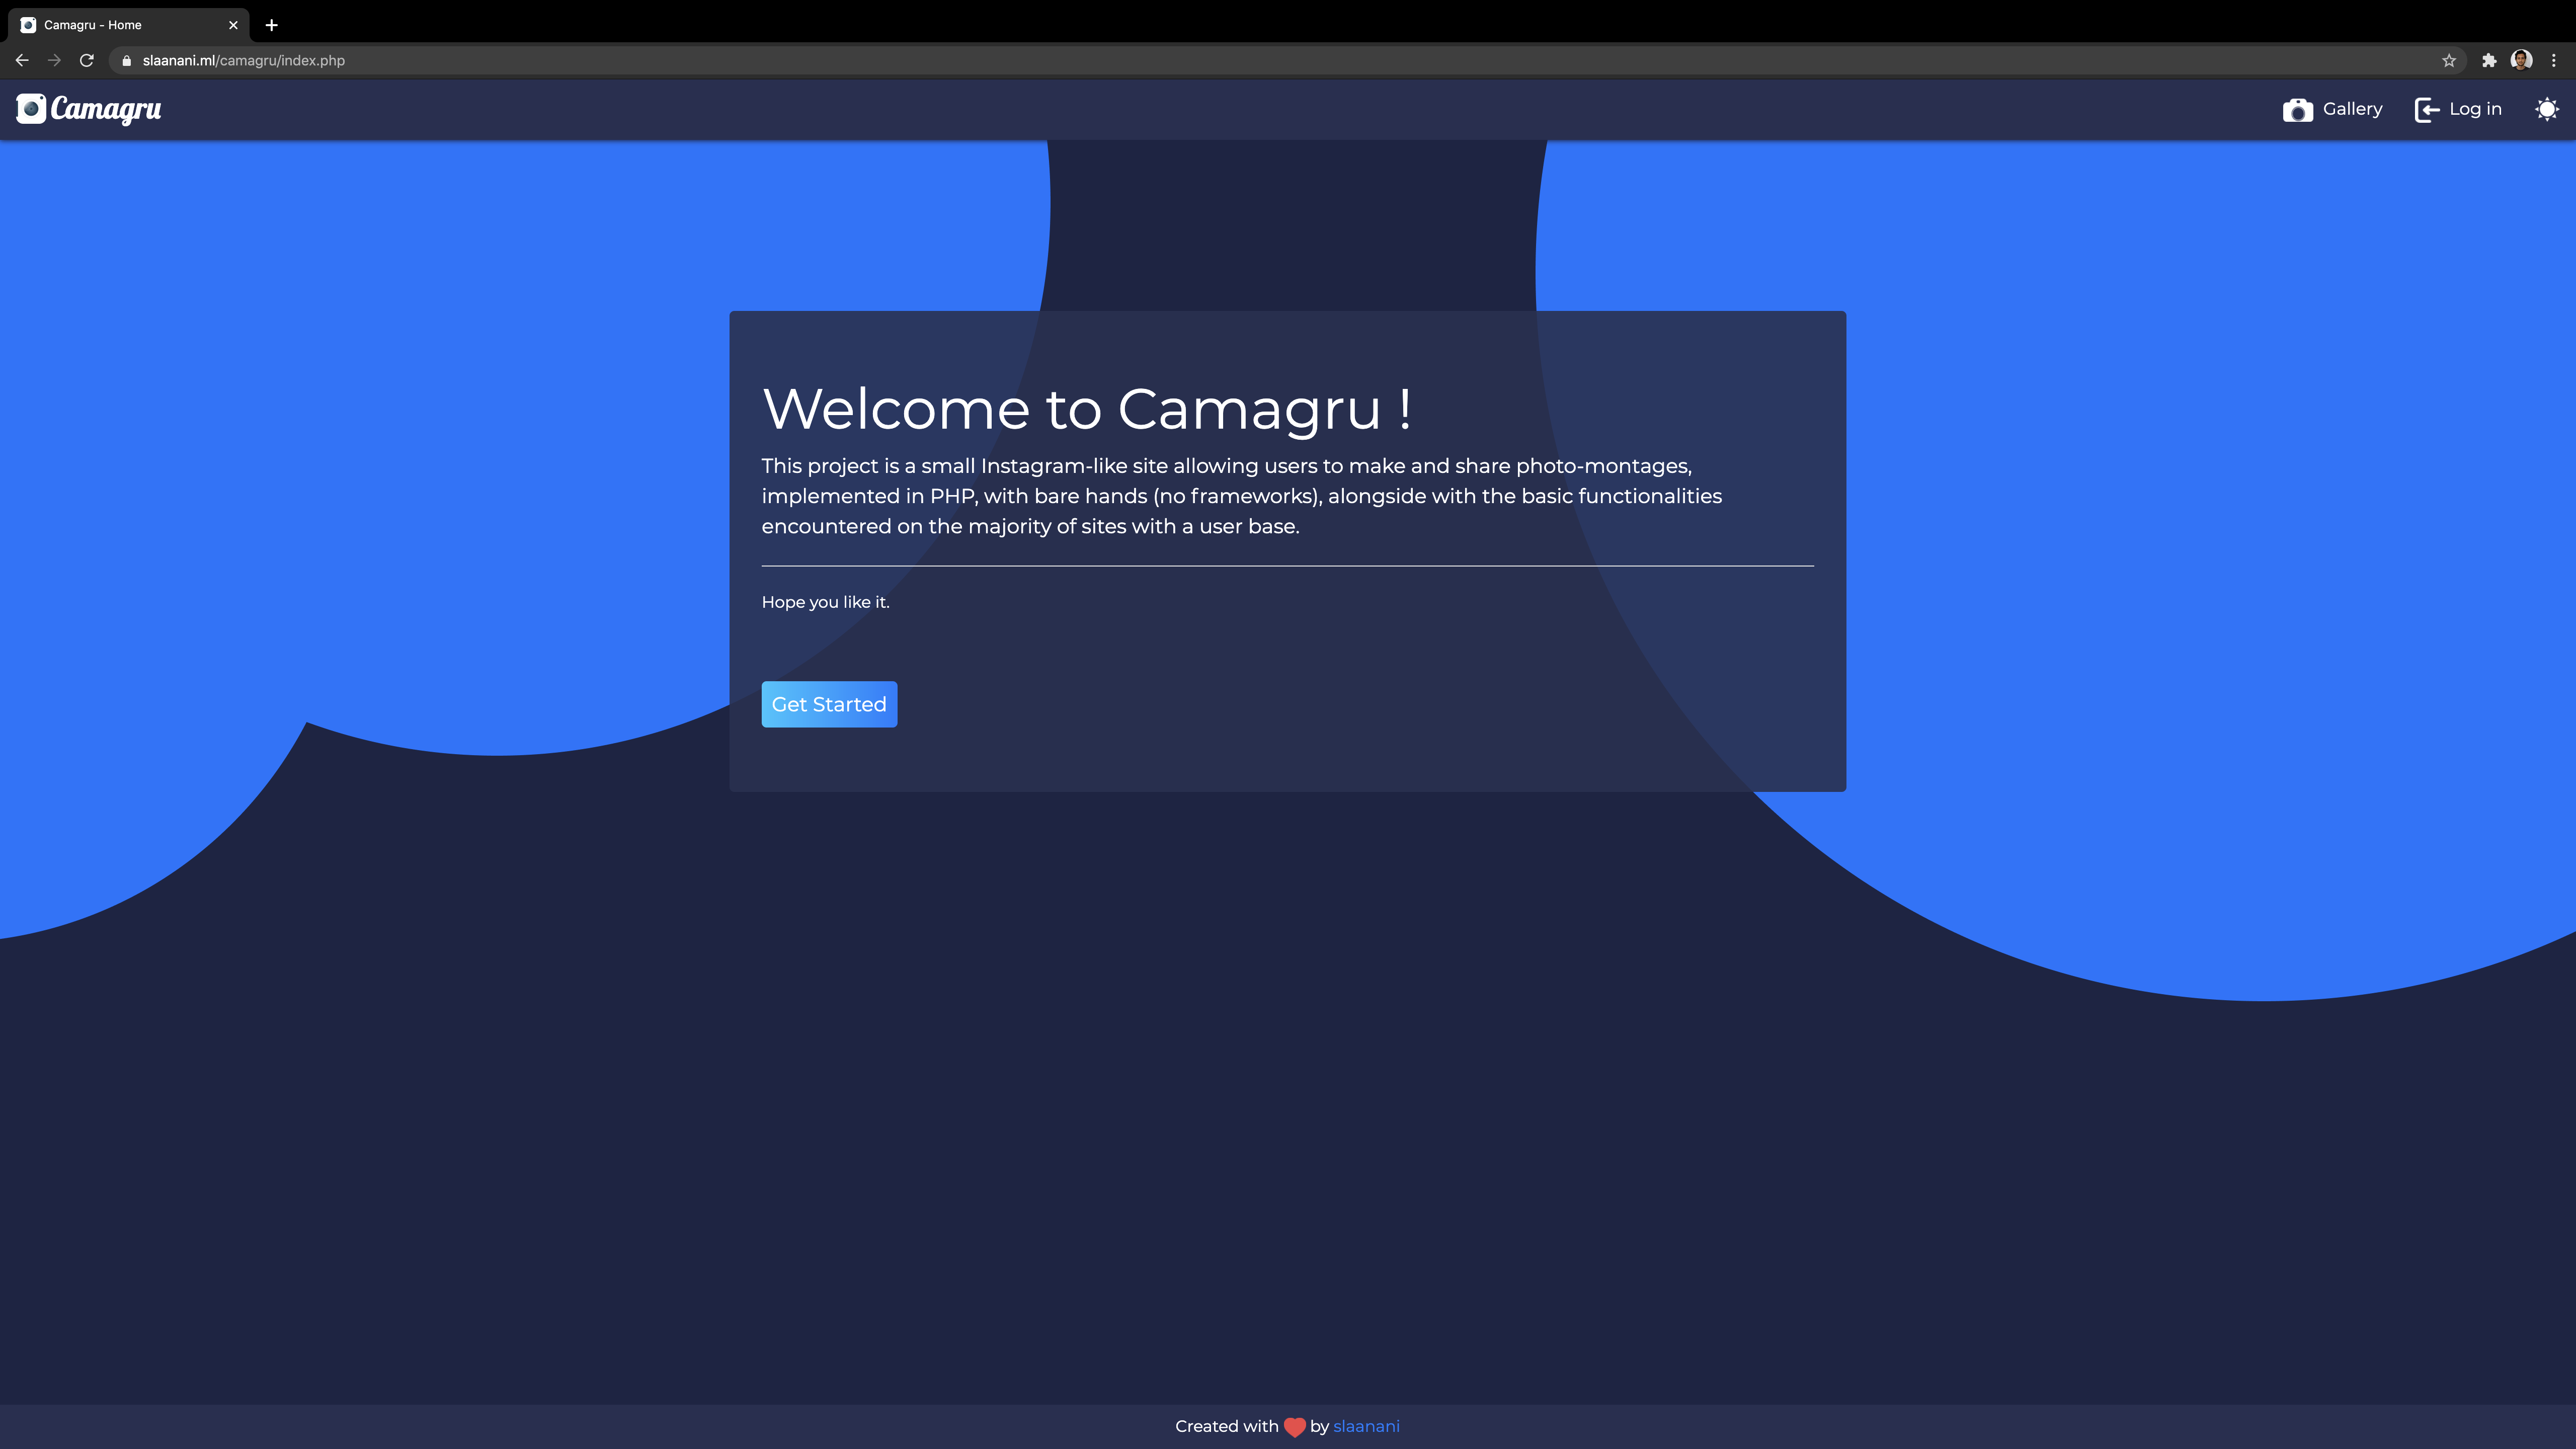 Camagru - Home
slaanani.ml/camagru/index.php
Camagru
Gallery
Log in
Welcome to Camagru !
This project is a small Instagram-like site allowing users to make and share photo-montages,
implemented in PHP, with bare hands (no frameworks), alongside with the basic functionalities
encountered on the majority of sites with a user base.
Hope you like it.
Get Started
Created with ❤ by slaanani